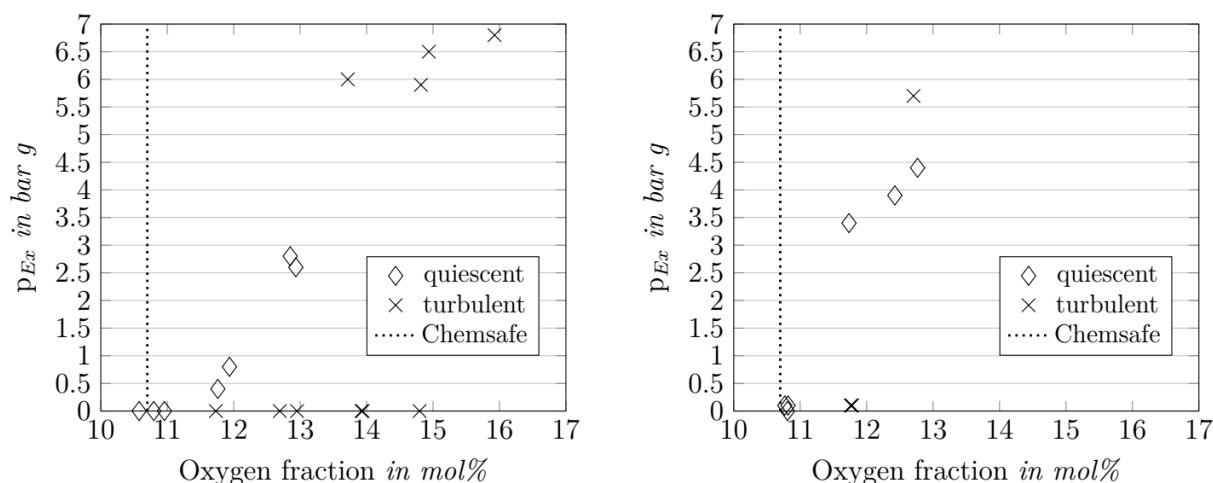 7
6.5
6
5.5
5
4.5
4
3.5
3
2.5
2
1.5
1
0.5
0
p_Ex in bar g
quiescent
turbulent
Chemsafe
10 11 12 13 14 15 16 17
Oxygen fraction in mol%
7
6.5
6
5.5
5
4.5
4
3.5
3
2.5
2
1.5
1
0.5
0
p_Ex in bar g
quiescent
turbulent
Chemsafe
10 11 12 13 14 15 16 17
Oxygen fraction in mol%